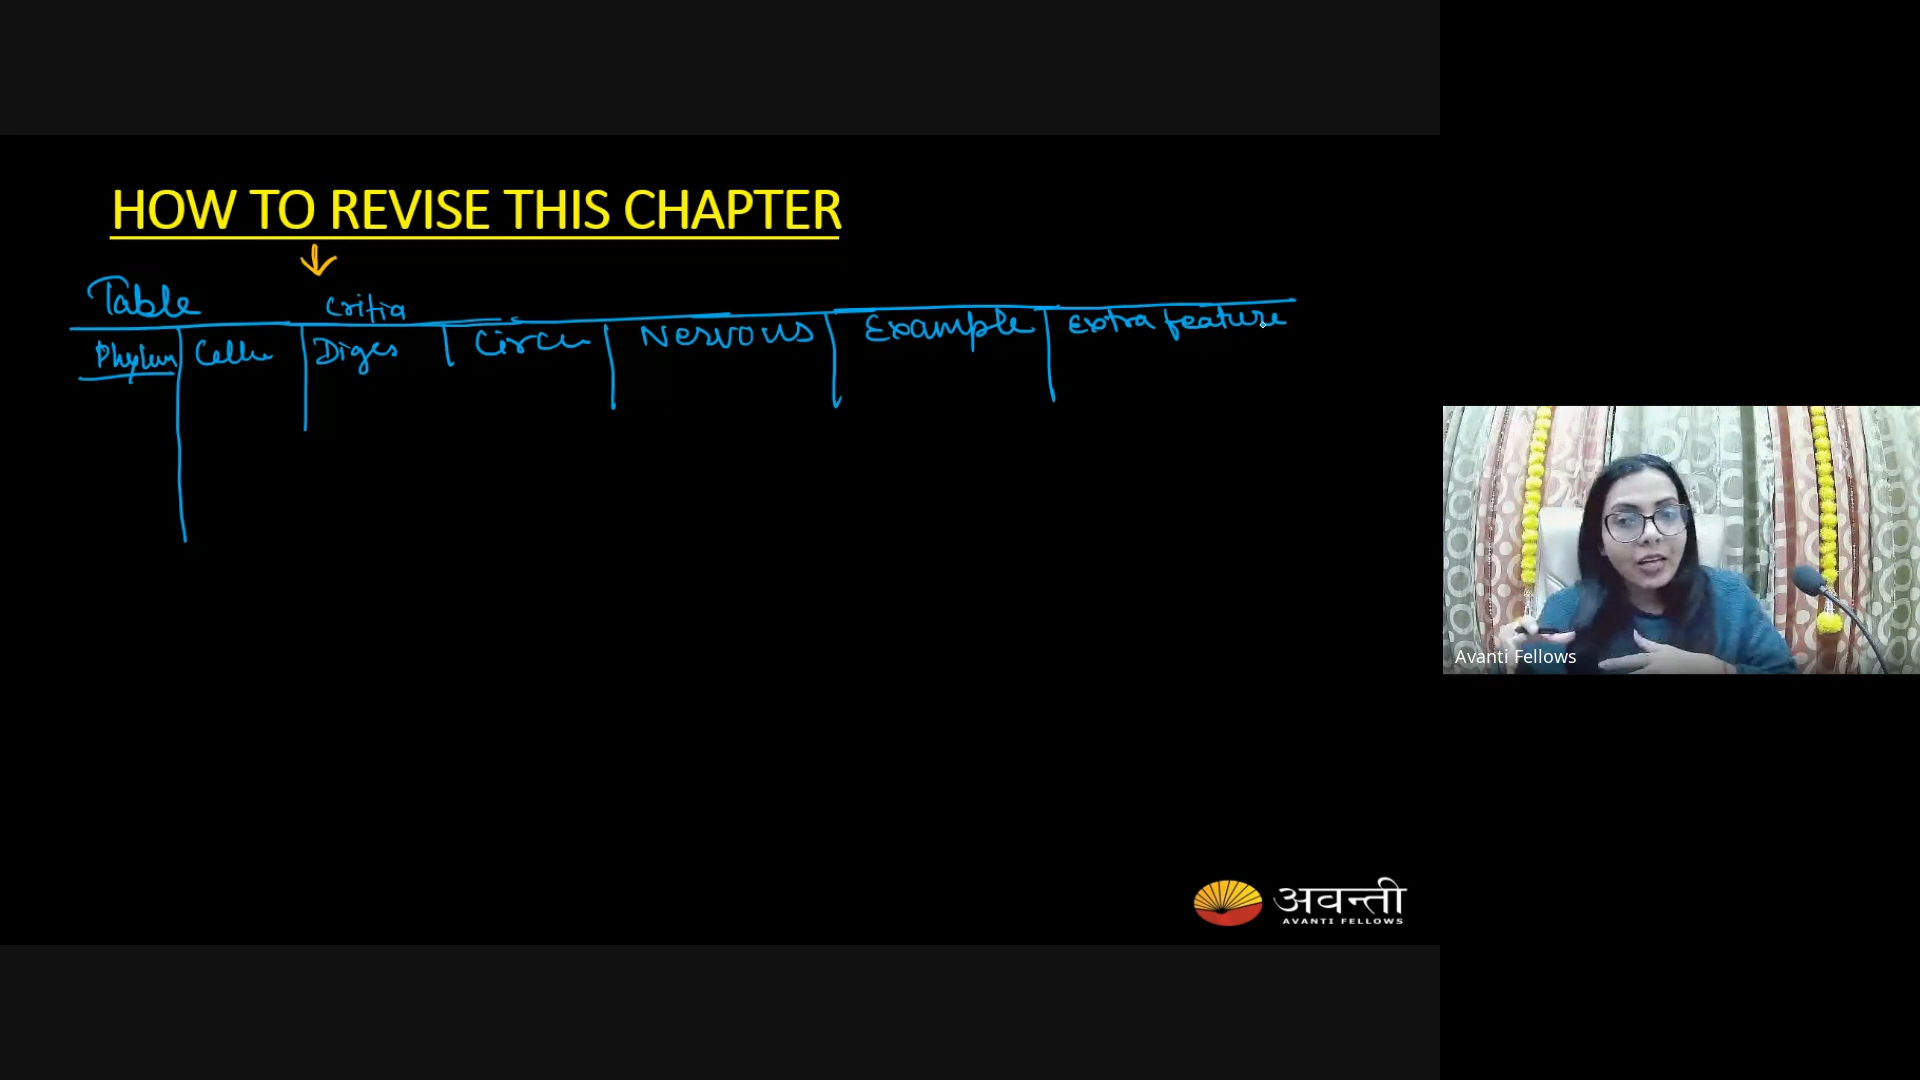 HOW TO REVISE THIS CHAPTER
Table critia
Phylum Cellu Diges Circu Nervous Example Extra feature
Avanti Fellows
अवन्ती
AVANTI FELLOWS